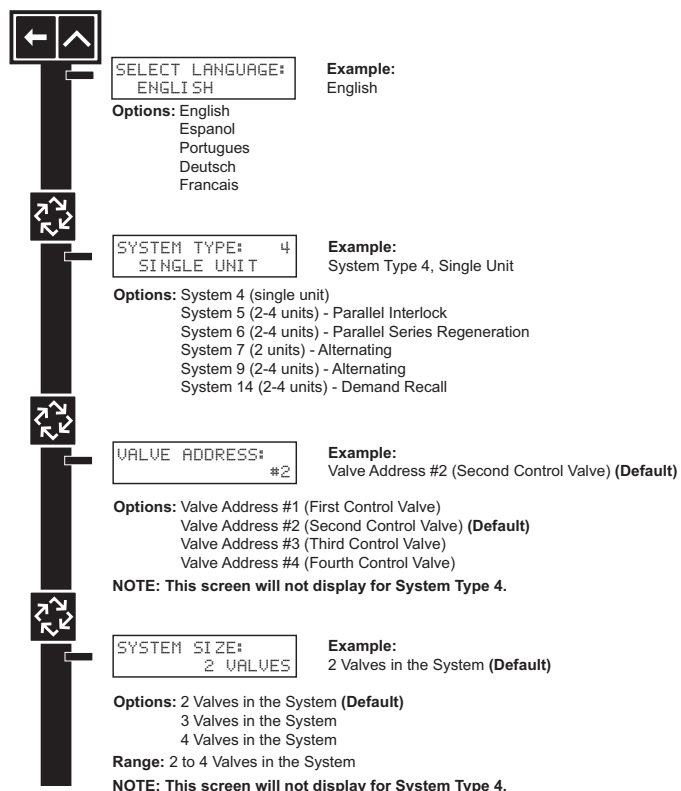 SELECT LANGUAGE:
ENGLISH
Example:
English
Options: English
Espanol
Portugues
Deutsch
Francais
SYSTEM TYPE: 4
SINGLE UNIT
Example:
System Type 4, Single Unit
Options: System 4 (single unit)
System 5 (2-4 units) - Parallel Interlock
System 6 (2-4 units) - Parallel Series Regeneration
System 7 (2 units) - Alternating
System 9 (2-4 units) - Alternating
System 14 (2-4 units) - Demand Recall
VALVE ADDRESS:
#2
Example:
Valve Address #2 (Second Control Valve) (Default)
Options: Valve Address #1 (First Control Valve)
Valve Address #2 (Second Control Valve) (Default)
Valve Address #3 (Third Control Valve)
Valve Address #4 (Fourth Control Valve)
NOTE: This screen will not display for System Type 4.
SYSTEM SIZE:
2 VALVES
Example:
2 Valves in the System (Default)
Options: 2 Valves in the System (Default)
3 Valves in the System
4 Valves in the System
Range: 2 to 4 Valves in the System
NOTE: This screen will not display for System Type 4.